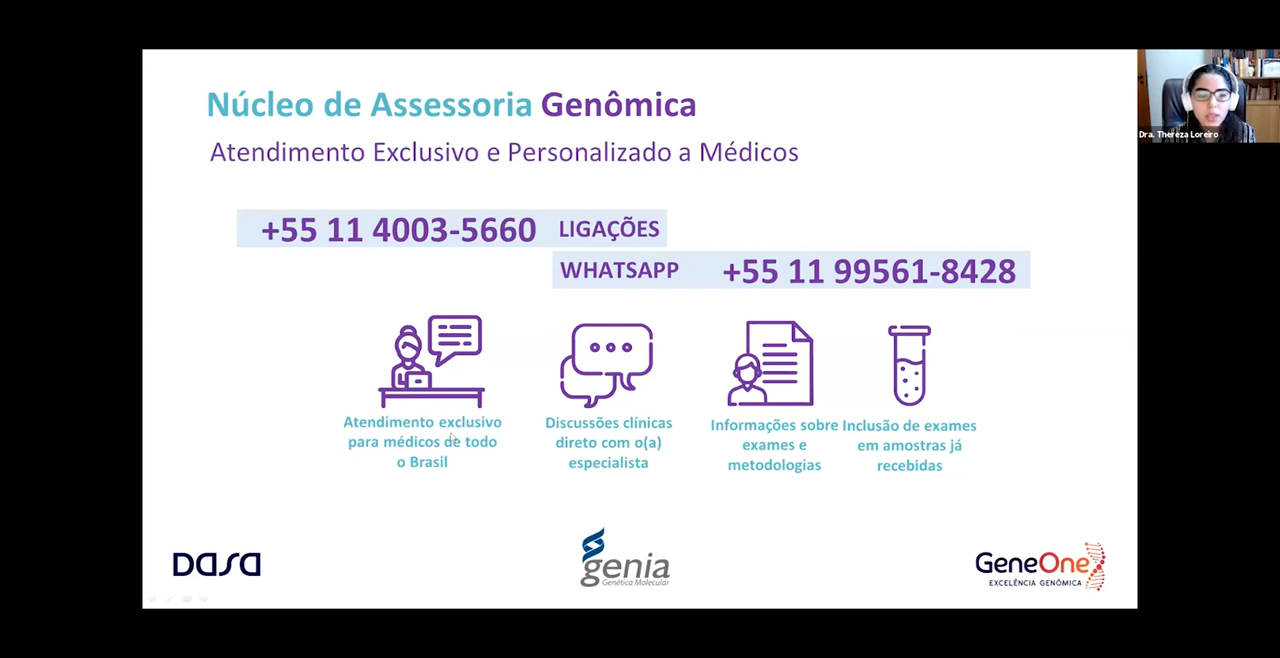 Núcleo de Assessoria Genômica
Atendimento Exclusivo e Personalizado a Médicos
Dra. Thereza Loreiro
+55 11 4003-5660 LIGAÇÕES
WHATSAPP +55 11 99561-8428
Atendimento exclusivo
para médicos de todo
o Brasil
Discussões clínicas
direto com o(a)
especialista
Informações sobre
exames e
metodologias
Inclusão de exames
em amostras já
recebidas
Dasa
genia
Genética Molecular
GeneOne
EXCELÊNCIA GENÔMICA